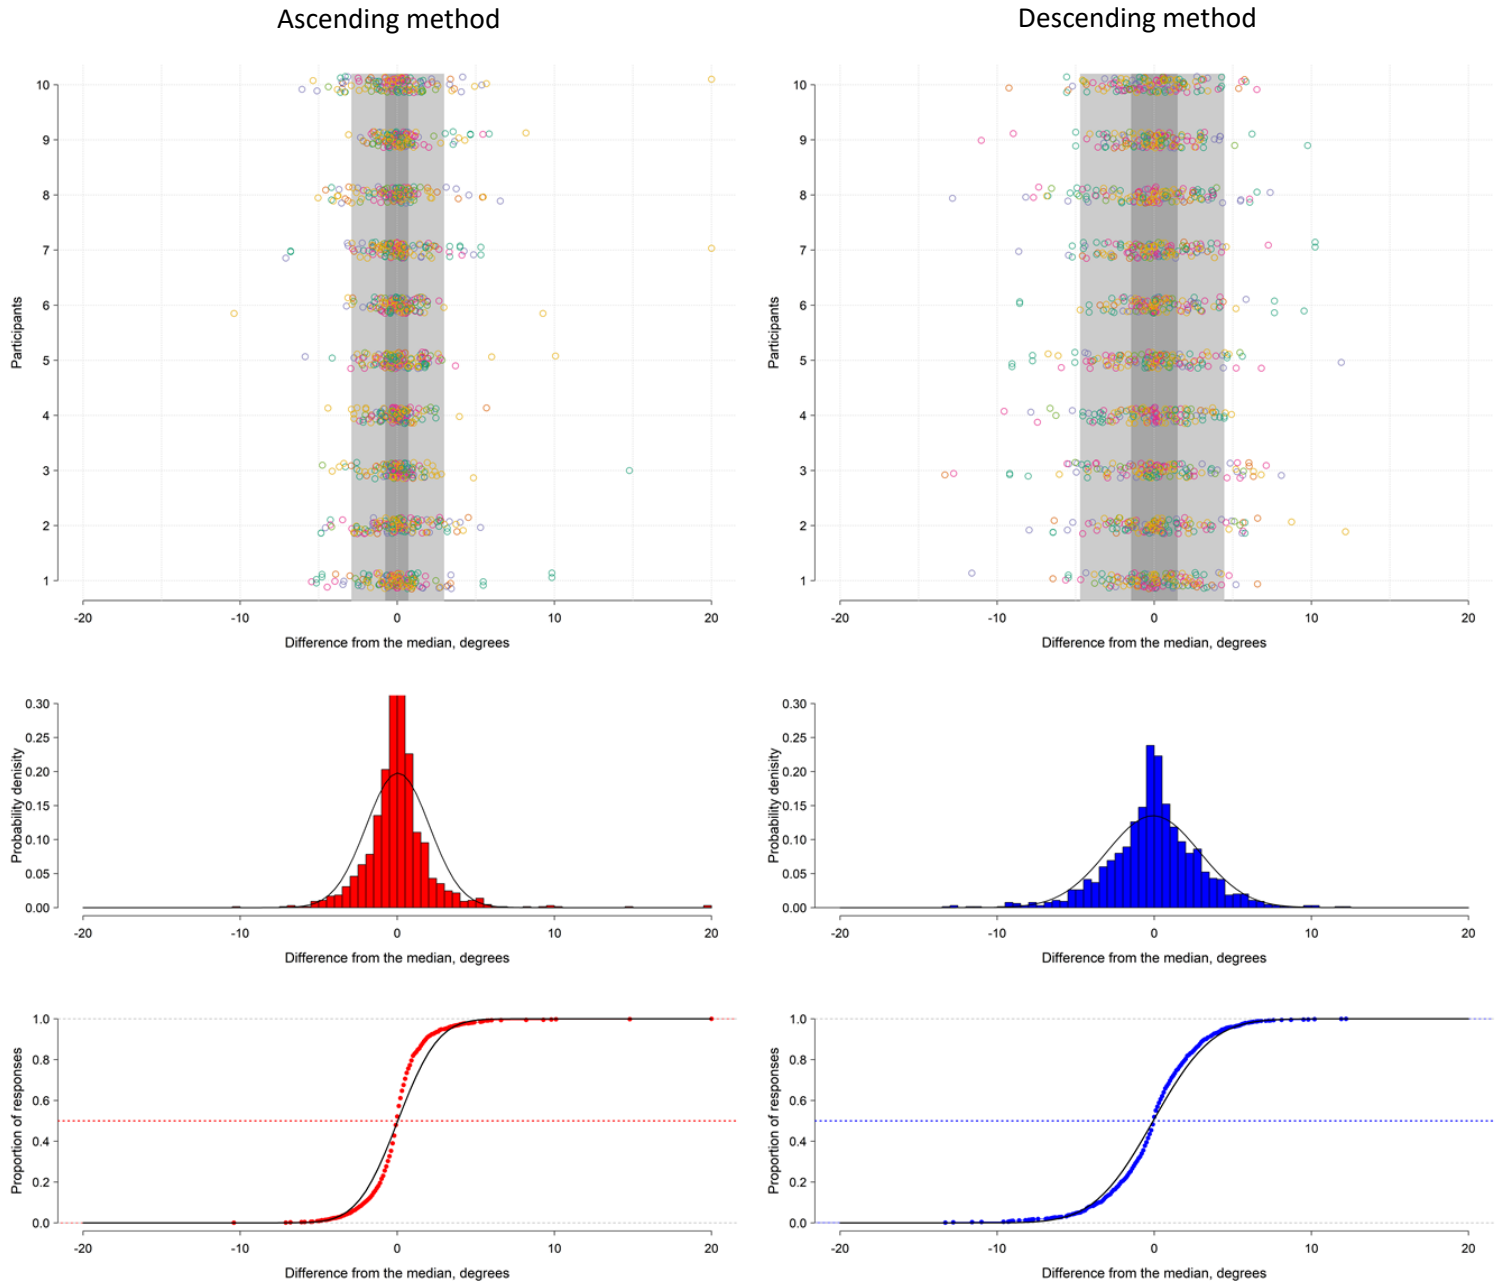 Ascending method
Descending method
Participants
10
9
8
7
6
5
4
3
2
1
-20 -10 0 10 20
Difference from the median, degrees
Participants
10
9
8
7
6
5
4
3
2
1
-20 -10 0 10 20
Difference from the median, degrees
Probability denisity
0.30
0.25
0.20
0.15
0.10
0.05
0.00
-20 -10 0 10 20
Difference from the median, degrees
Probability denisity
0.30
0.25
0.20
0.15
0.10
0.05
0.00
-20 -10 0 10 20
Difference from the median, degrees
Proportion of responses
1.0
0.8
0.6
0.4
0.2
0.0
-20 -10 0 10 20
Difference from the median, degrees
Proportion of responses
1.0
0.8
0.6
0.4
0.2
0.0
-20 -10 0 10 20
Difference from the median, degrees